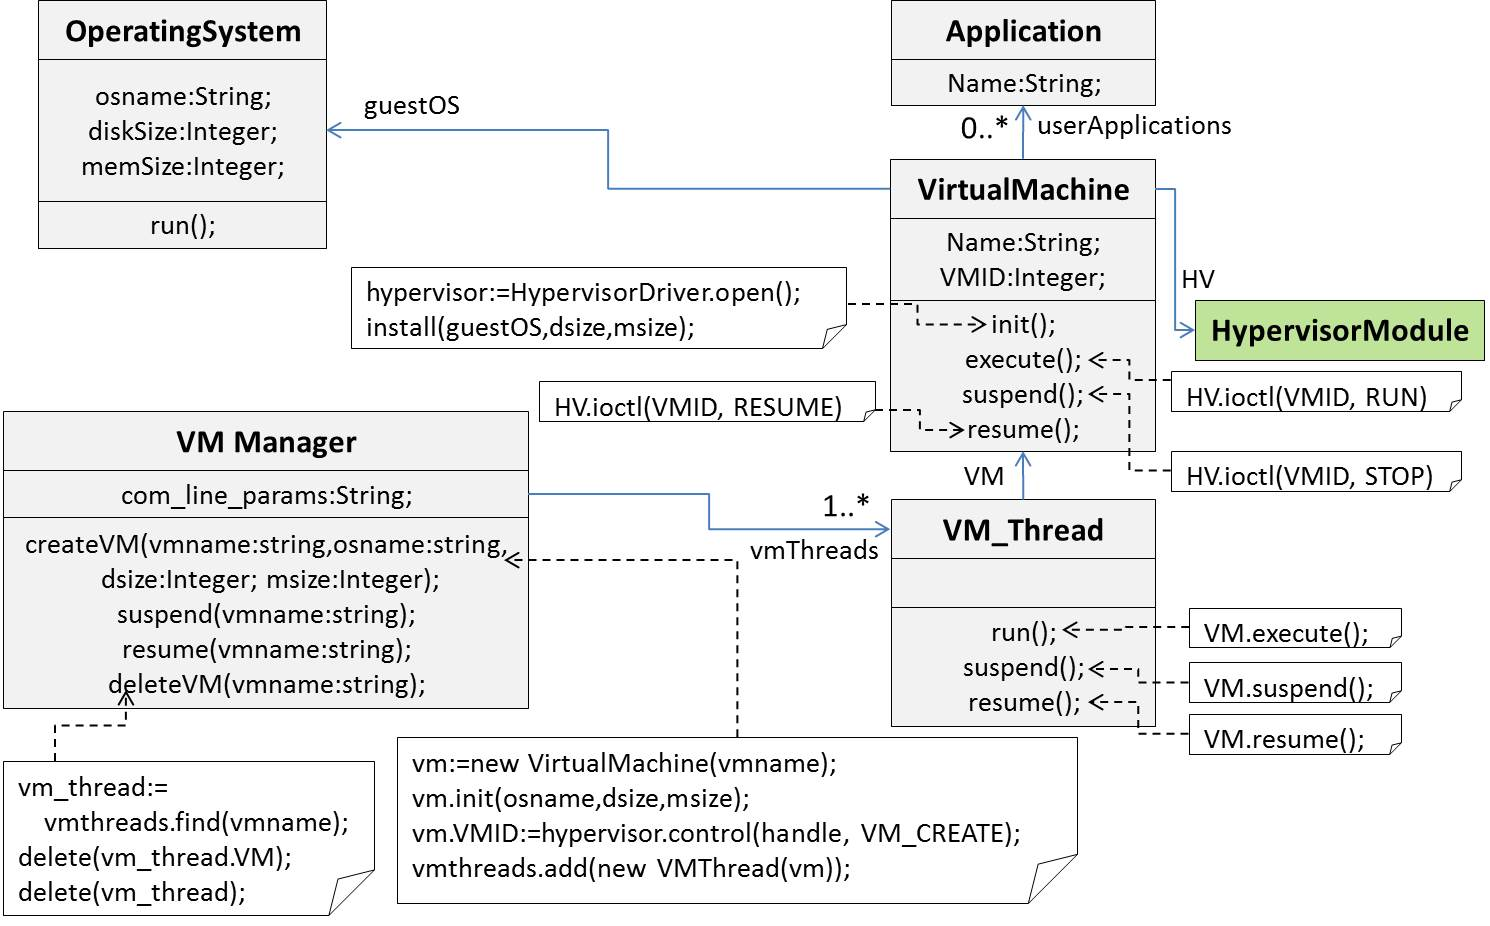 OperatingSystem
osname:String;
diskSize:Integer;
memSize:Integer;
run();
guestOS
Application
Name:String;
0..*
userApplications
VirtualMachine
Name:String;
VMID:Integer;
init();
execute();
suspend();
resume();
HV
HypervisorModule
hypervisor:=HypervisorDriver.open();
install(guestOS,dsize,msize);
HV.ioctl(VMID, RESUME)
HV.ioctl(VMID, RUN)
HV.ioctl(VMID, STOP)
VM Manager
com_line_params:String;
createVM(vmname:string,osname:string,
dsize:Integer; msize:Integer);
suspend(vmname:string);
resume(vmname:string);
deleteVM(vmname:string);
1..*
vmThreads
VM
VM_Thread
run();
suspend();
resume();
VM.execute();
VM.suspend();
VM.resume();
vm_thread:=
vmthreads.find(vmname);
delete(vm_thread.VM);
delete(vm_thread);
vm:=new VirtualMachine(vmname);
vm.init(osname,dsize,msize);
vm.VMID:=hypervisor.control(handle, VM_CREATE);
vmthreads.add(new VMThread(vm));